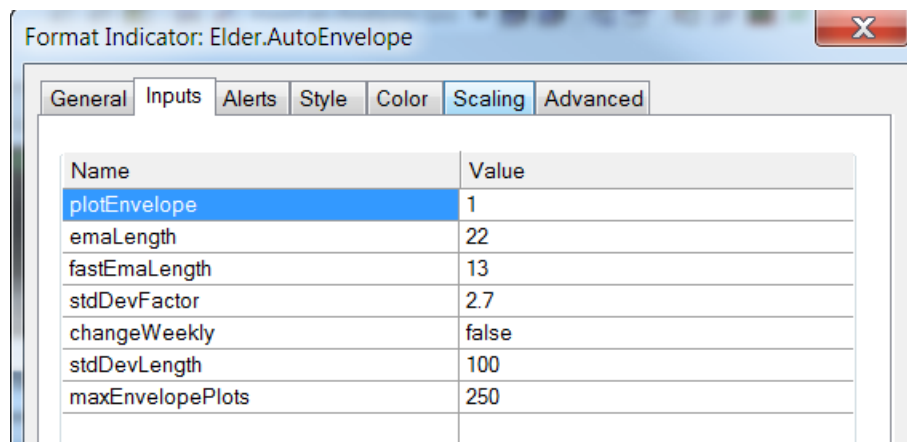 Format Indicator: Elder.AutoEnvelope
General Inputs Alerts Style Color Scaling Advanced
Name Value
plotEnvelope 1
emaLength 22
fastEmaLength 13
stdDevFactor 2.7
changeWeekly false
stdDevLength 100
maxEnvelopePlots 250